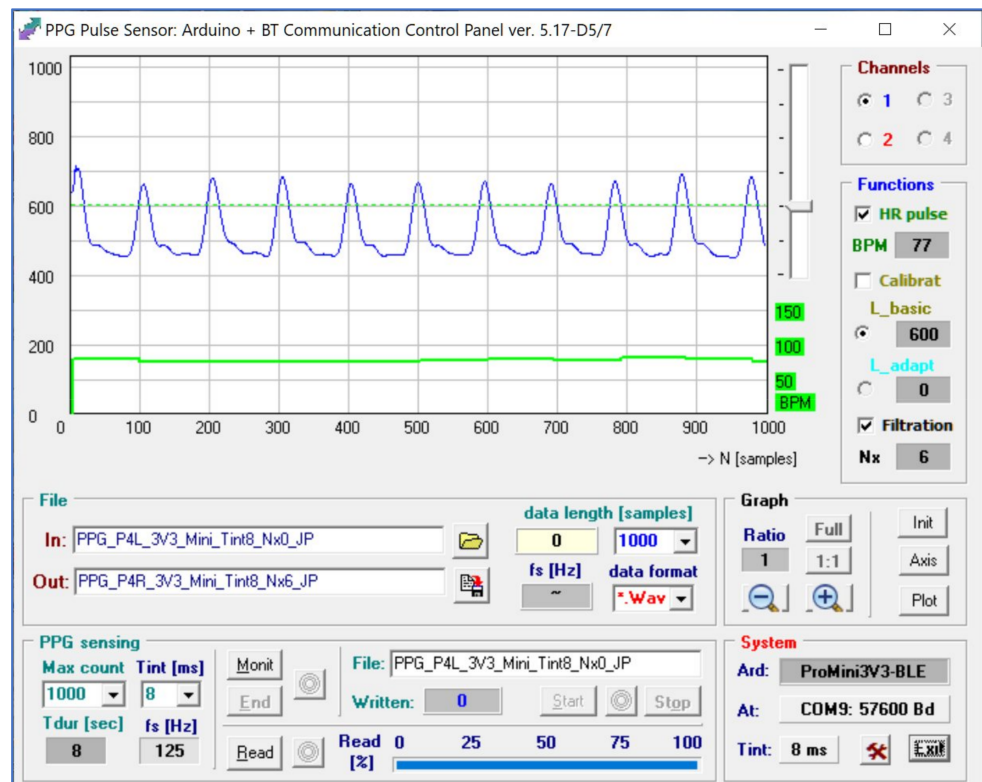 PPG Pulse Sensor: Arduino + BT Communication Control Panel ver. 5.17-D5/7
1000
800
600
400
200
0
0 100 200 300 400 500 600 700 800 900 1000
--> N [samples]
150
100
50
BPM
Channels
1 3
2 4
Functions
HR pulse
BPM 77
Calibrat
L_basic
600
L_adapt
0
Filtration
Nx 6
File
In: PPG_P4L_3V3_Mini_Tint8_Nx0_JP
Out: PPG_P4R_3V3_Mini_Tint8_Nx6_JP
data length [samples]
0 1000
fs [Hz] data format
~ *.Wav
Graph
Ratio Full
1 1:1
Init
Axis
Plot
PPG sensing
Max count Tint [ms]
1000 8
Tdur [sec] fs [Hz]
8 125
Monit
End
Read
File: PPG_P4L_3V3_Mini_Tint8_Nx0_JP
Written: 0 Start Stop
Read [%] 0 25 50 75 100
System
Ard: ProMini3V3-BLE
At: COM9: 57600 Bd
Tint: 8 ms Exit